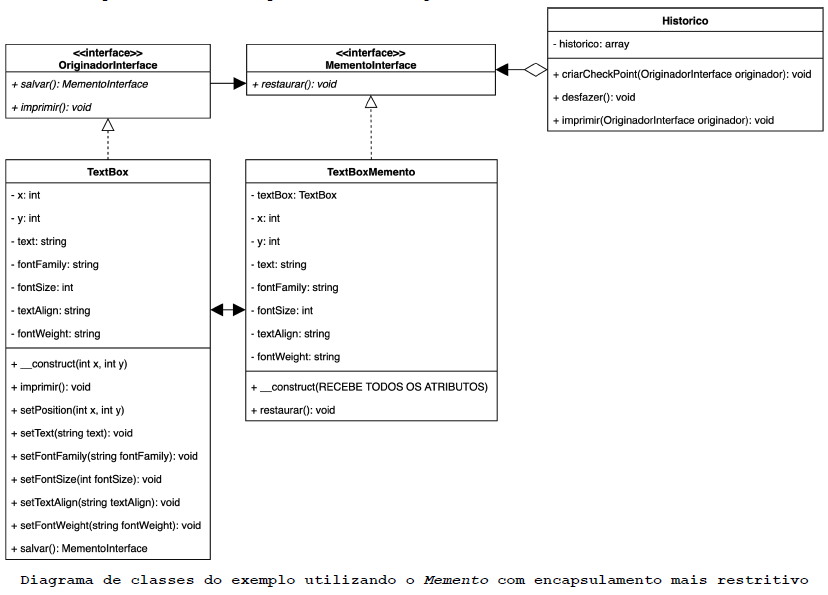 <<interface>>
OriginadorInterface
+ salvar(): MementoInterface
+ imprimir(): void
<<interface>>
MementoInterface
+ restaurar(): void
Historico
- historico: array
+ criarCheckPoint(OriginadorInterface originador): void
+ desfazer(): void
+ imprimir(OriginadorInterface originador): void
TextBox
- x: int
- y: int
- text: string
- fontFamily: string
- fontSize: int
- textAlign: string
- fontWeight: string
+ __construct(int x, int y)
+ imprimir(): void
+ setPosition(int x, int y)
+ setText(string text): void
+ setFontFamily(string fontFamily): void
+ setFontSize(int fontSize): void
+ setTextAlign(string textAlign): void
+ setFontWeight(string fontWeight): void
+ salvar(): MementoInterface
TextBoxMemento
- textBox: TextBox
- x: int
- y: int
- text: string
- fontFamily: string
- fontSize: int
- textAlign: string
- fontWeight: string
+ __construct(RECEBE TODOS OS ATRIBUTOS)
+ restaurar(): void
Diagrama de classes do exemplo utilizando o Memento com encapsulamento mais restritivo